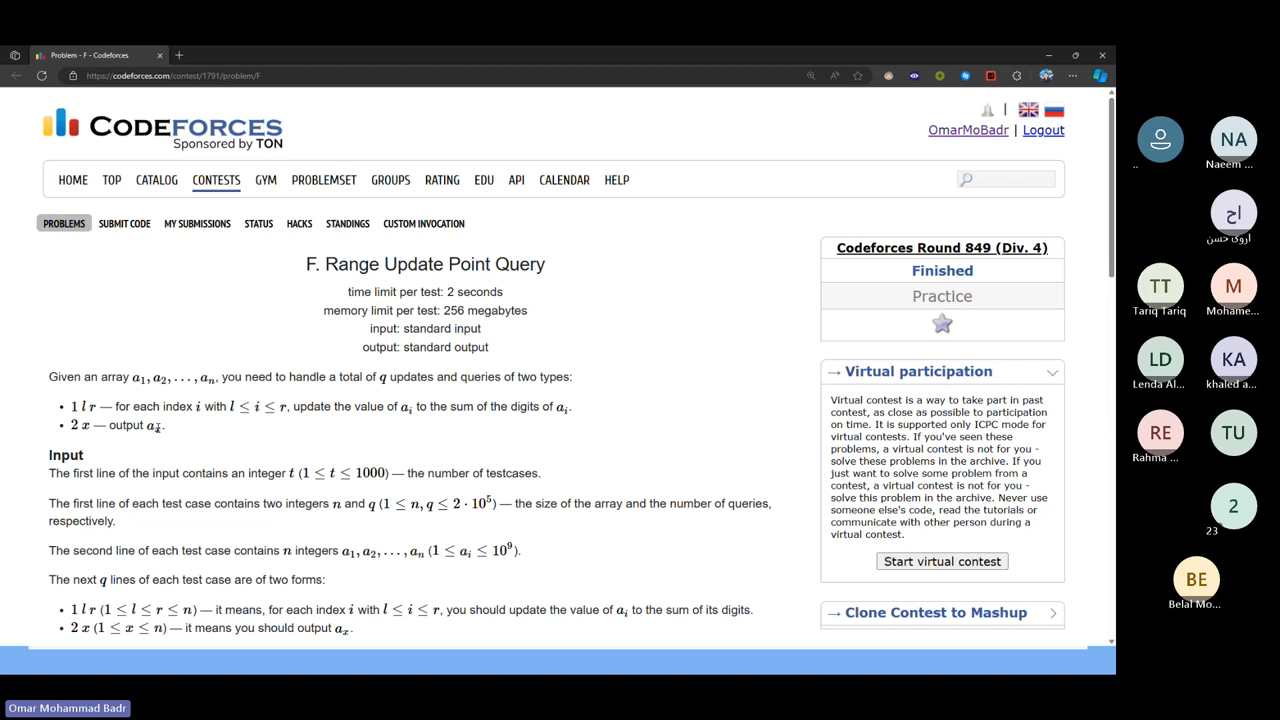 Problem - F - Codeforces
https://codeforces.com/contest/1791/problem/F
CODEFORCES
Sponsored by TON
OmarMoBadr | Logout
HOME TOP CATALOG CONTESTS GYM PROBLEMSET GROUPS RATING EDU API CALENDAR HELP
PROBLEMS SUBMIT CODE MY SUBMISSIONS STATUS HACKS STANDINGS CUSTOM INVOCATION
F. Range Update Point Query
time limit per test: 2 seconds
memory limit per test: 256 megabytes
input: standard input
output: standard output
Given an array a₁, a₂, . . . , aₙ, you need to handle a total of q updates and queries of two types:
• 1 l r — for each index i with l ≤ i ≤ r, update the value of aᵢ to the sum of the digits of aᵢ.
• 2 x — output aₓ.
Input
The first line of the input contains an integer t (1 ≤ t ≤ 1000) — the number of testcases.
The first line of each test case contains two integers n and q (1 ≤ n, q ≤ 2 · 10⁵) — the size of the array and the number of queries,
respectively.
The second line of each test case contains n integers a₁, a₂, . . . , aₙ (1 ≤ aᵢ ≤ 10⁹).
The next q lines of each test case are of two forms:
• 1 l r (1 ≤ l ≤ r ≤ n) — it means, for each index i with l ≤ i ≤ r, you should update the value of aᵢ to the sum of its digits.
• 2 x (1 ≤ x ≤ n) — it means you should output aₓ.
Codeforces Round 849 (Div. 4)
Finished
Practice
→ Virtual participation
Virtual contest is a way to take part in past
contest, as close as possible to participation
on time. It is supported only ICPC mode for
virtual contests. If you've seen these
problems, a virtual contest is not for you -
solve these problems in the archive. If you
just want to solve some problem from a
contest, a virtual contest is not for you -
solve this problem in the archive. Never use
someone else's code, read the tutorials or
communicate with other person during a
virtual contest.
Start virtual contest
→ Clone Contest to Mashup
..
NA
Naeem ...
اح
اروى حسن
TT
Tariq Tariq
M
Mohame...
LD
Lenda Al...
KA
khaled a...
RE
Rahma ...
TU
2
23
BE
Belal Mo...
Omar Mohammad Badr